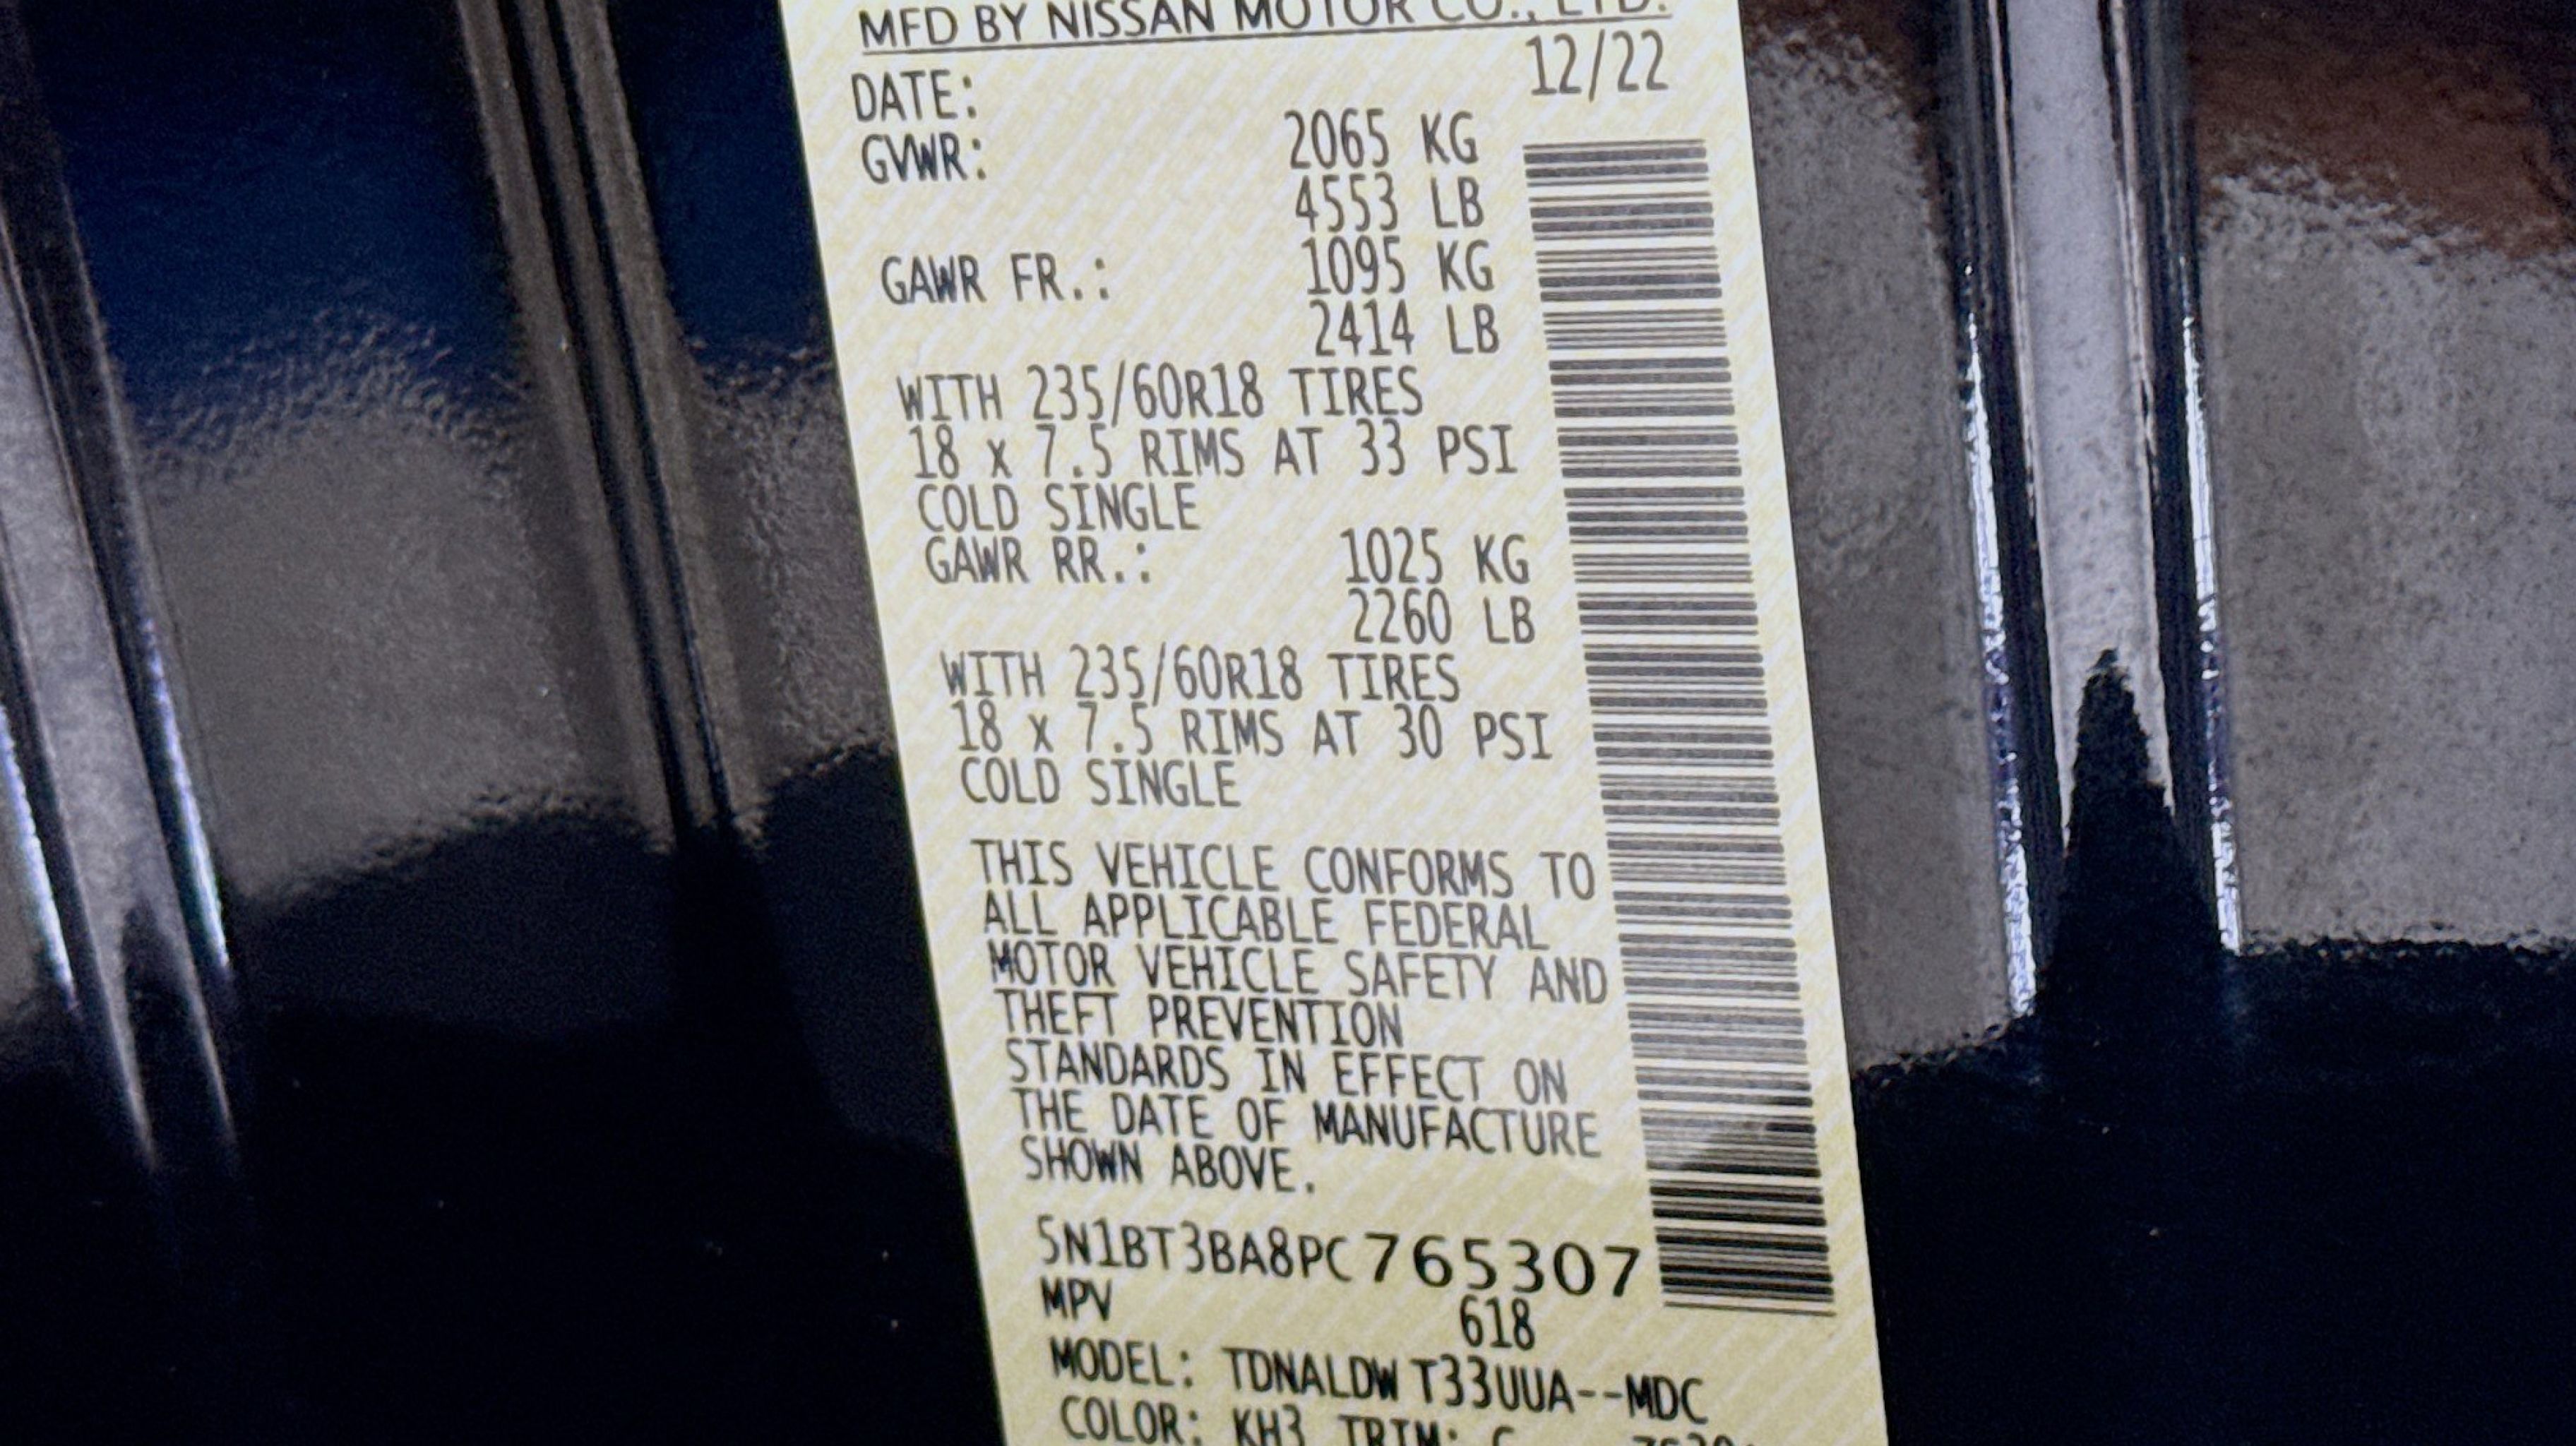 MFD BY NISSAN MOTOR CO., LTD.
DATE: 12/22
GVWR: 2065 KG
4553 LB
GAWR FR.: 1095 KG
2414 LB
WITH 235/60R18 TIRES
18 x 7.5 RIMS AT 33 PSI
COLD SINGLE
GAWR RR.: 1025 KG
2260 LB
WITH 235/60R18 TIRES
18 x 7.5 RIMS AT 30 PSI
COLD SINGLE
THIS VEHICLE CONFORMS TO
ALL APPLICABLE FEDERAL
MOTOR VEHICLE SAFETY AND
THEFT PREVENTION
STANDARDS IN EFFECT ON
THE DATE OF MANUFACTURE
SHOWN ABOVE.
5N1BT3BA8PC765307
MPV 618
MODEL: TDNALDW T33UUA--MDC
COLOR: KH3 TRIM: